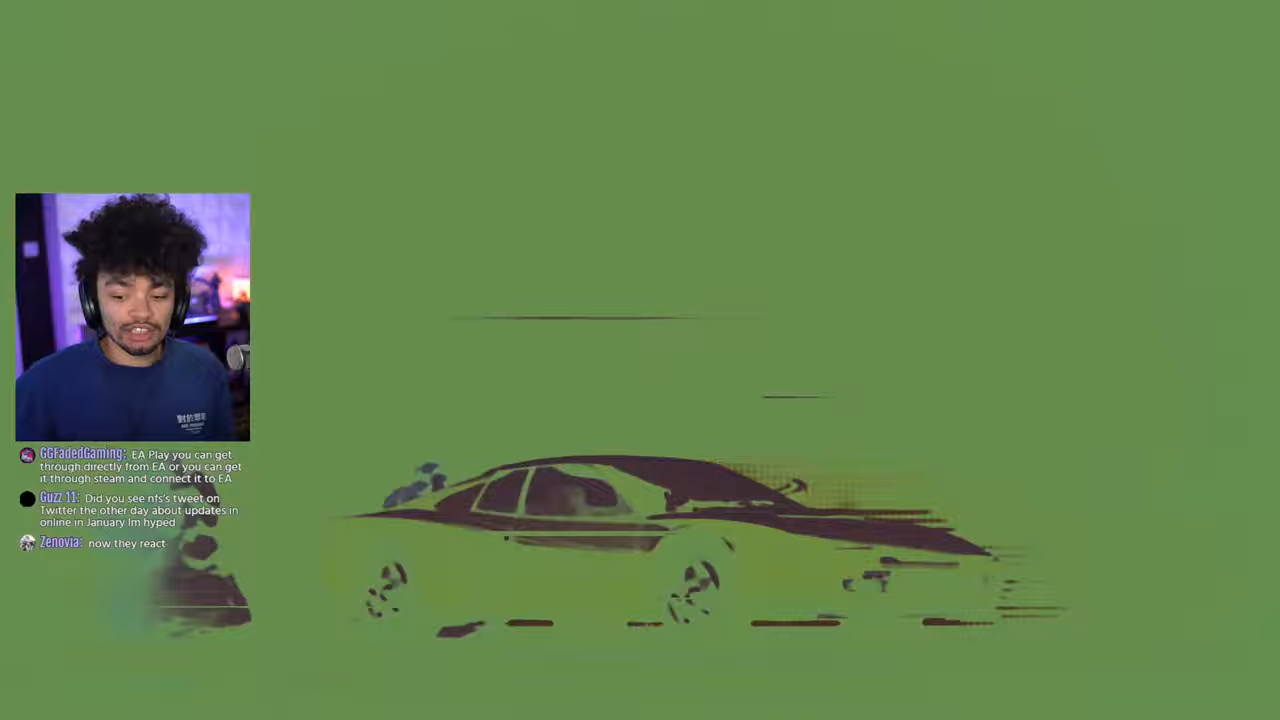 GGFadedGaming: EA Play you can get
through directly from EA or you can get
it through steam and connect it to EA
Guzz 11: Did you see nfs's tweet on
Twitter the other day about updates in
online in January Im hyped
Zenovia: now they react